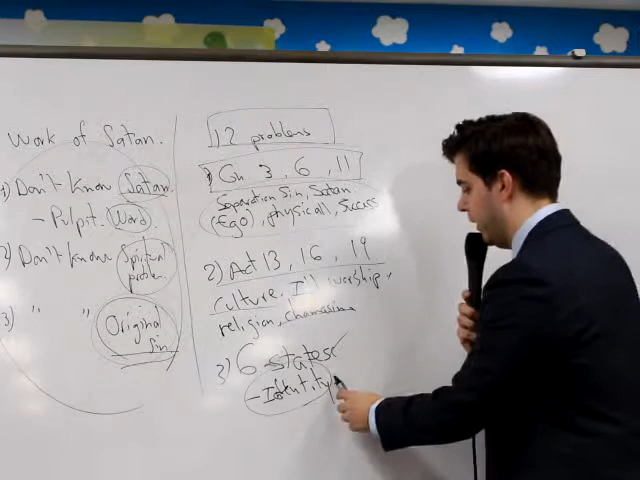 Work of Satan.
1) Don't know Satan.
- Pulpit. Word
2) Don't know Spiritual problem.
3) " " Original sin
12 problems
1) Gn 3, 6, 11
Separation Sin, Satan
(Ego), physicall, Success
2) Act 13, 16, 19
culture, worship,
religion,
3) 6 states
- Identity